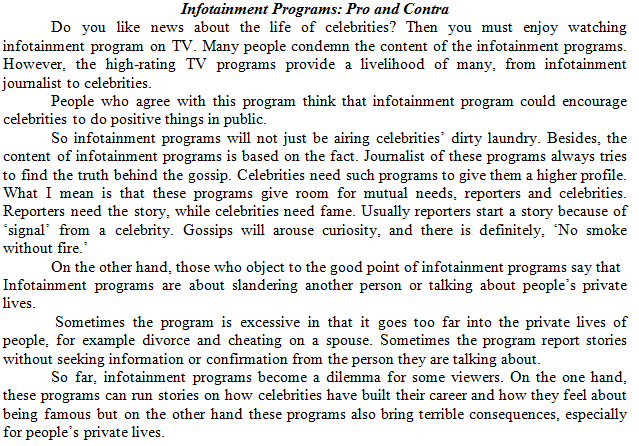 Infotainment Programs: Pro and Contra
Do you like news about the life of celebrities? Then you must enjoy watching
infotainment program on TV. Many people condemn the content of the infotainment programs.
However, the high-rating TV programs provide a livelihood of many, from infotainment
journalist to celebrities.
People who agree with this program think that infotainment program could encourage
celebrities to do positive things in public.
So infotainment programs will not just be airing celebrities’ dirty laundry. Besides, the
content of infotainment programs is based on the fact. Journalist of these programs always tries
to find the truth behind the gossip. Celebrities need such programs to give them a higher profile.
What I mean is that these programs give room for mutual needs, reporters and celebrities.
Reporters need the story, while celebrities need fame. Usually reporters start a story because of
‘signal’ from a celebrity. Gossips will arouse curiosity, and there is definitely, ‘No smoke
without fire.’
On the other hand, those who object to the good point of infotainment programs say that
Infotainment programs are about slandering another person or talking about people’s private
lives.
Sometimes the program is excessive in that it goes too far into the private lives of
people, for example divorce and cheating on a spouse. Sometimes the program report stories
without seeking information or confirmation from the person they are talking about.
So far, infotainment programs become a dilemma for some viewers. On the one hand,
these programs can run stories on how celebrities have built their career and how they feel about
being famous but on the other hand these programs also bring terrible consequences, especially
for people’s private lives.